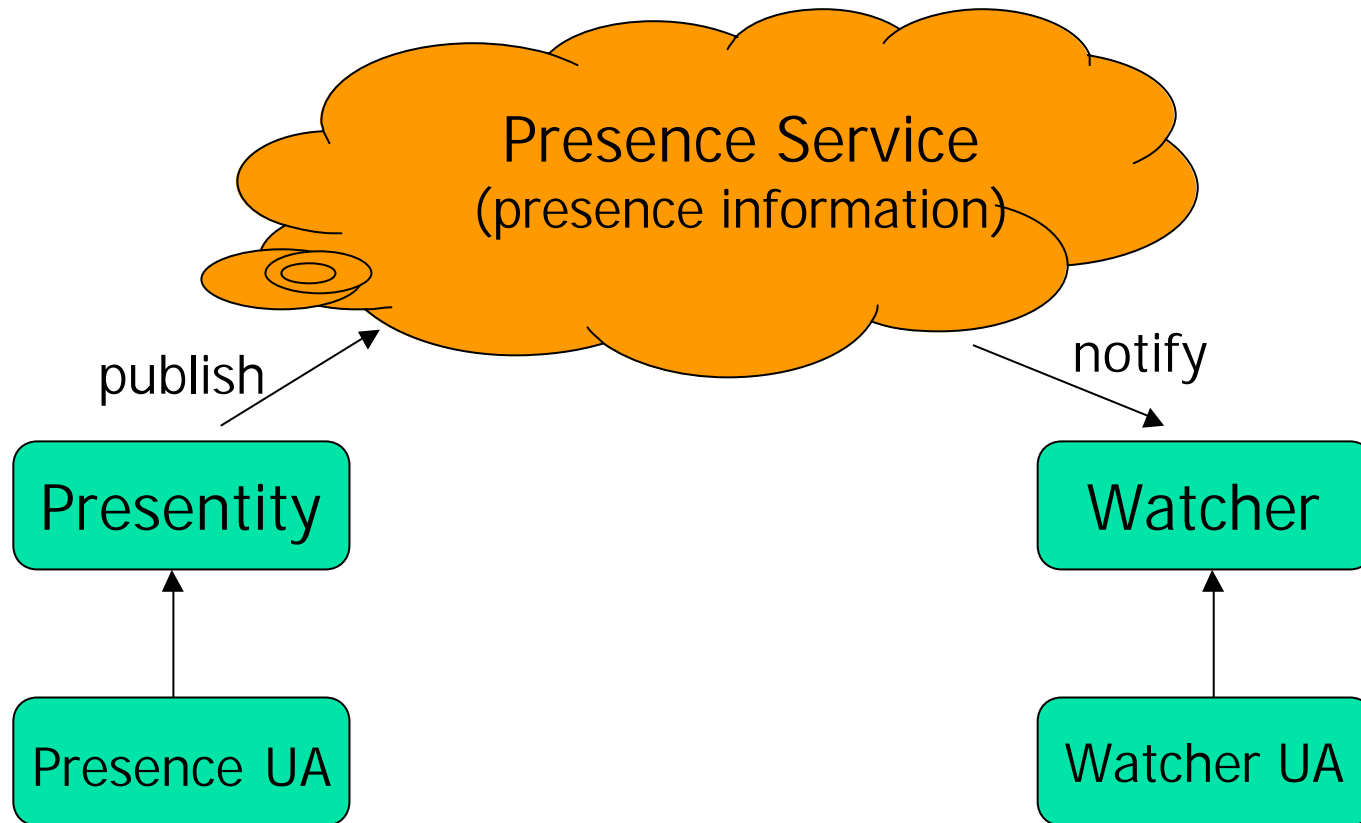 Presence Service
(presence information)
publish
notify
Presentity
Watcher
Presence UA
Watcher UA